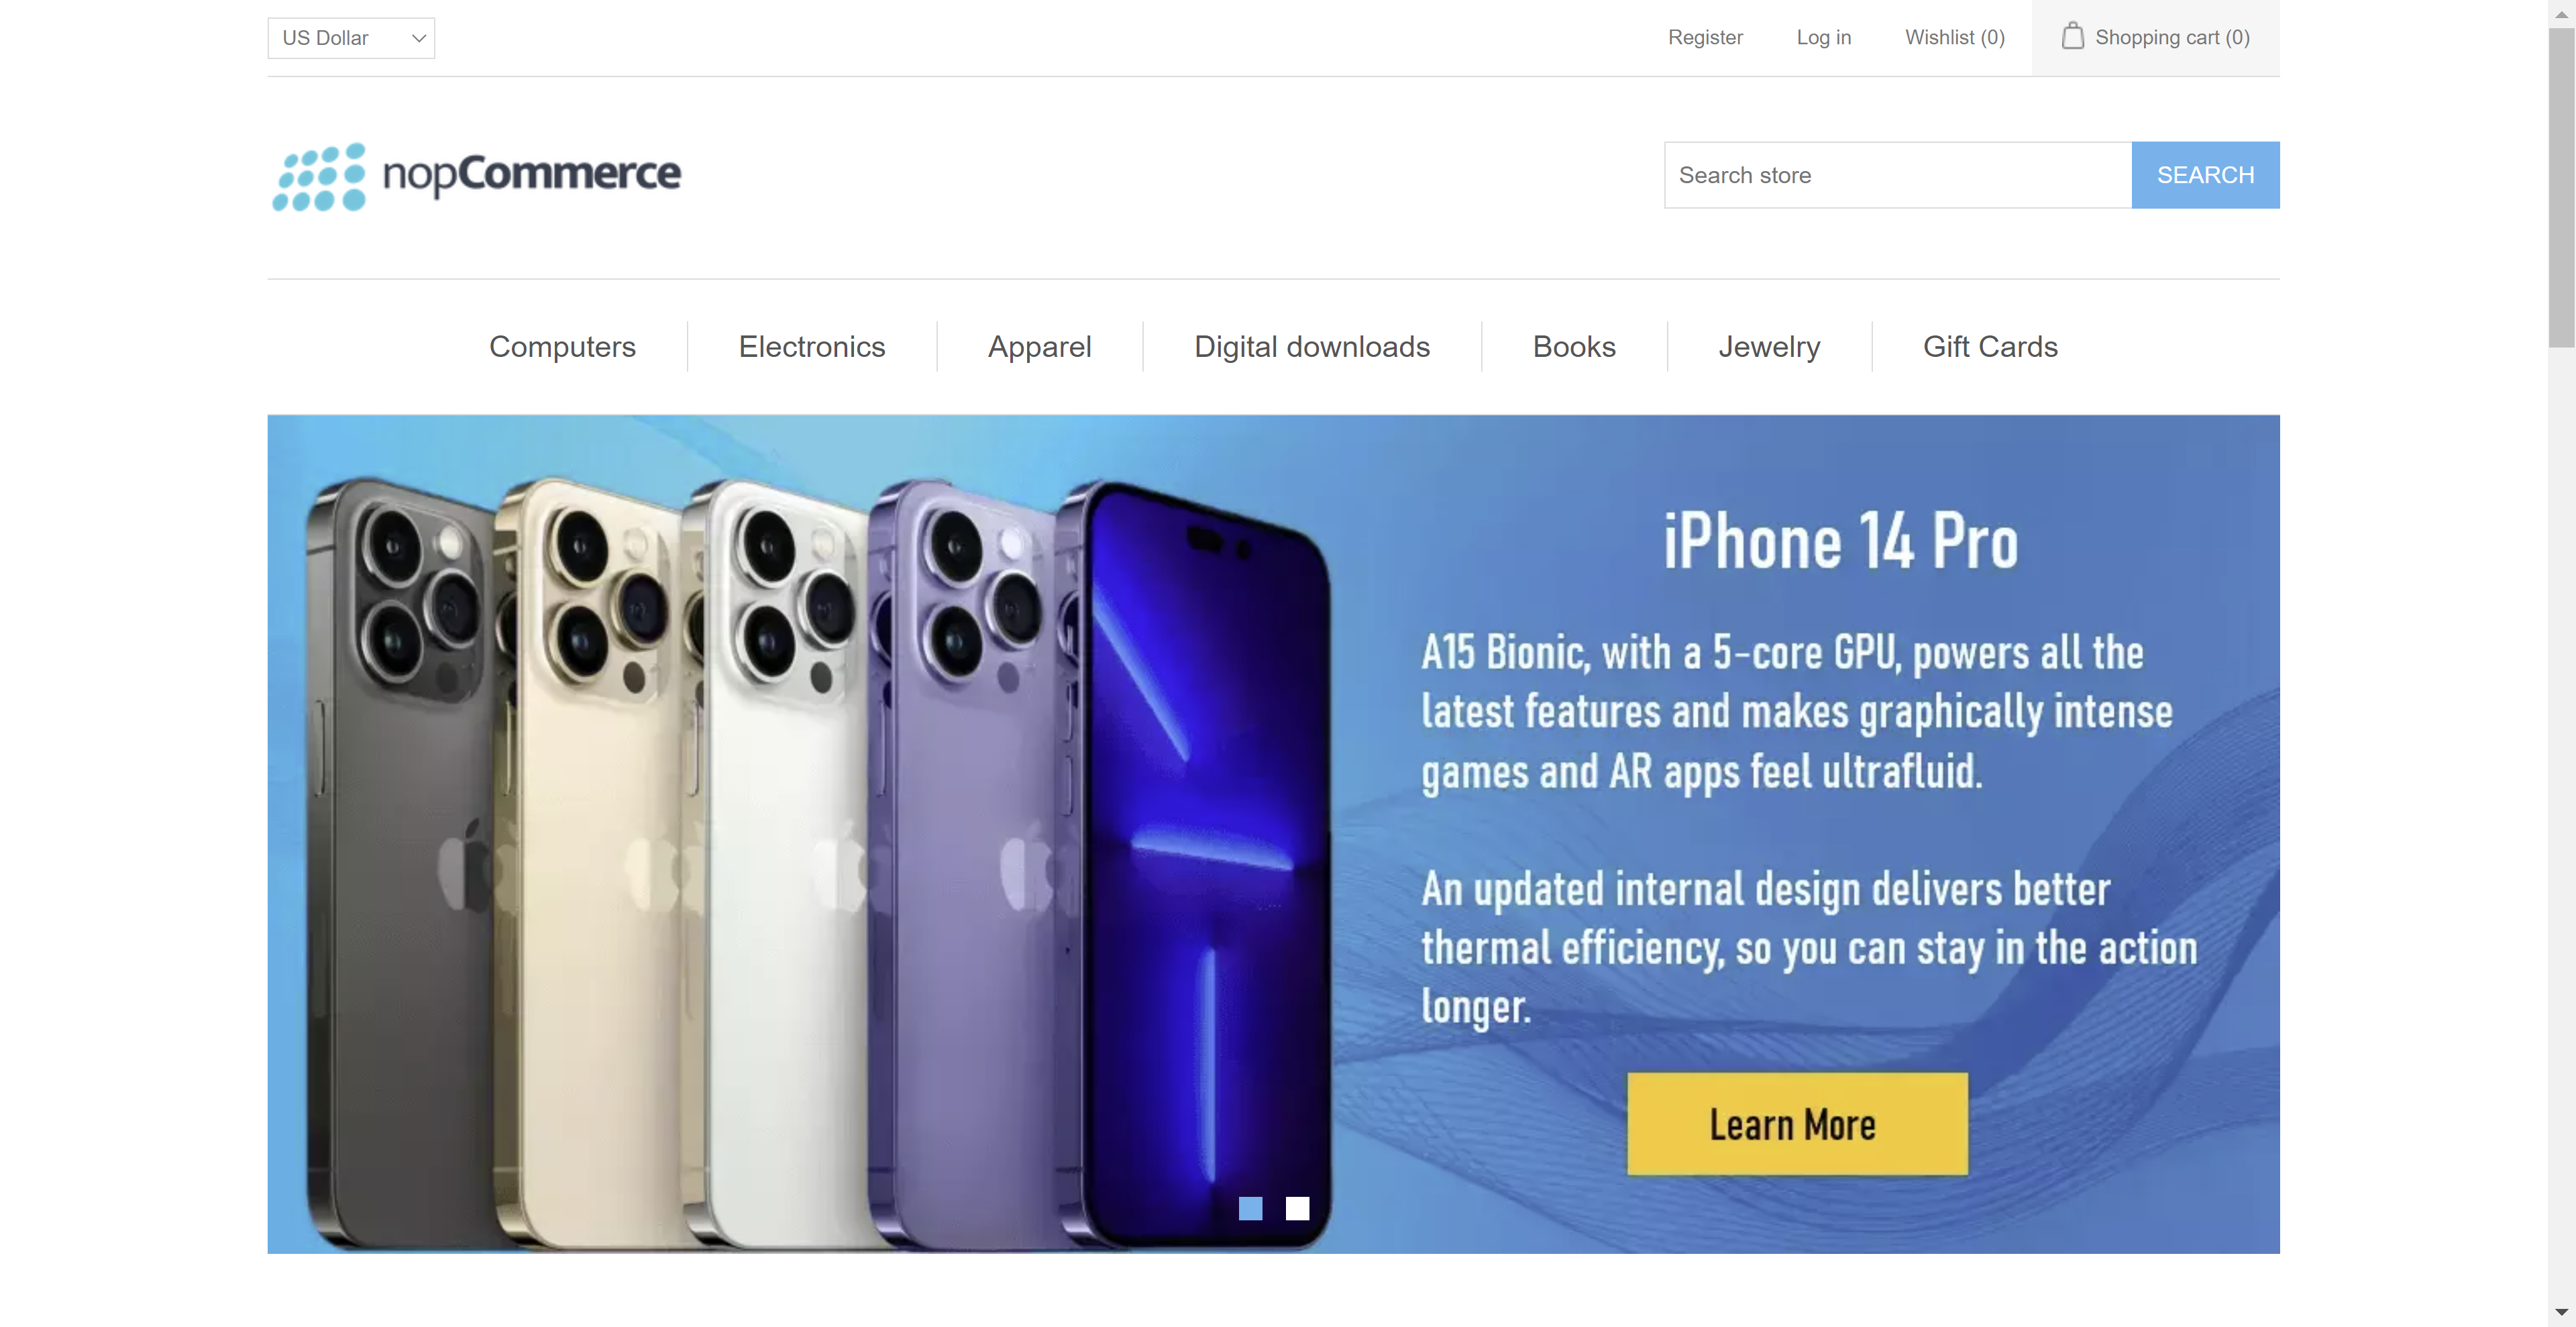 US Dollar
Register
Log in
Wishlist (0)
Shopping cart (0)
nopCommerce
Search store
SEARCH
Computers
Electronics
Apparel
Digital downloads
Books
Jewelry
Gift Cards
iPhone 14 Pro
A15 Bionic, with a 5-core GPU, powers all the
latest features and makes graphically intense
games and AR apps feel ultrafluid.
An updated internal design delivers better
thermal efficiency, so you can stay in the action
longer.
Learn More